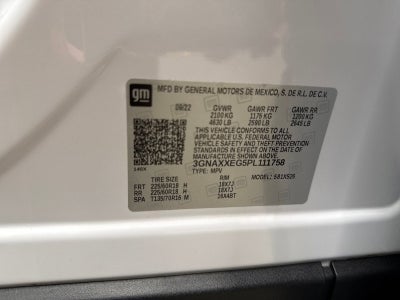 gm
MFD BY GENERAL MOTORS DE MEXICO, S. DE R.L. DE C.V.
09/22 GVWR GAWR FRT GAWR RR
2100 KG 1175 KG 1200 KG
4630 LB 2590 LB 2645 LB
THIS VEHICLE CONFORMS TO ALL
APPLICABLE U.S. FEDERAL MOTOR
VEHICLE SAFETY AND THEFT PREVENTION
STANDARDS IN EFFECT ON THE DATE OF
MANUFACTURE SHOWN ABOVE.
3GNAXXEG5PL111758
TYPE: MPV MODEL:
TIRE SIZE RIM
FRT 225/60R18 H 18X7J
RR 225/60R18 H 18X7J
SPA T135/70R16 M 16X4BT